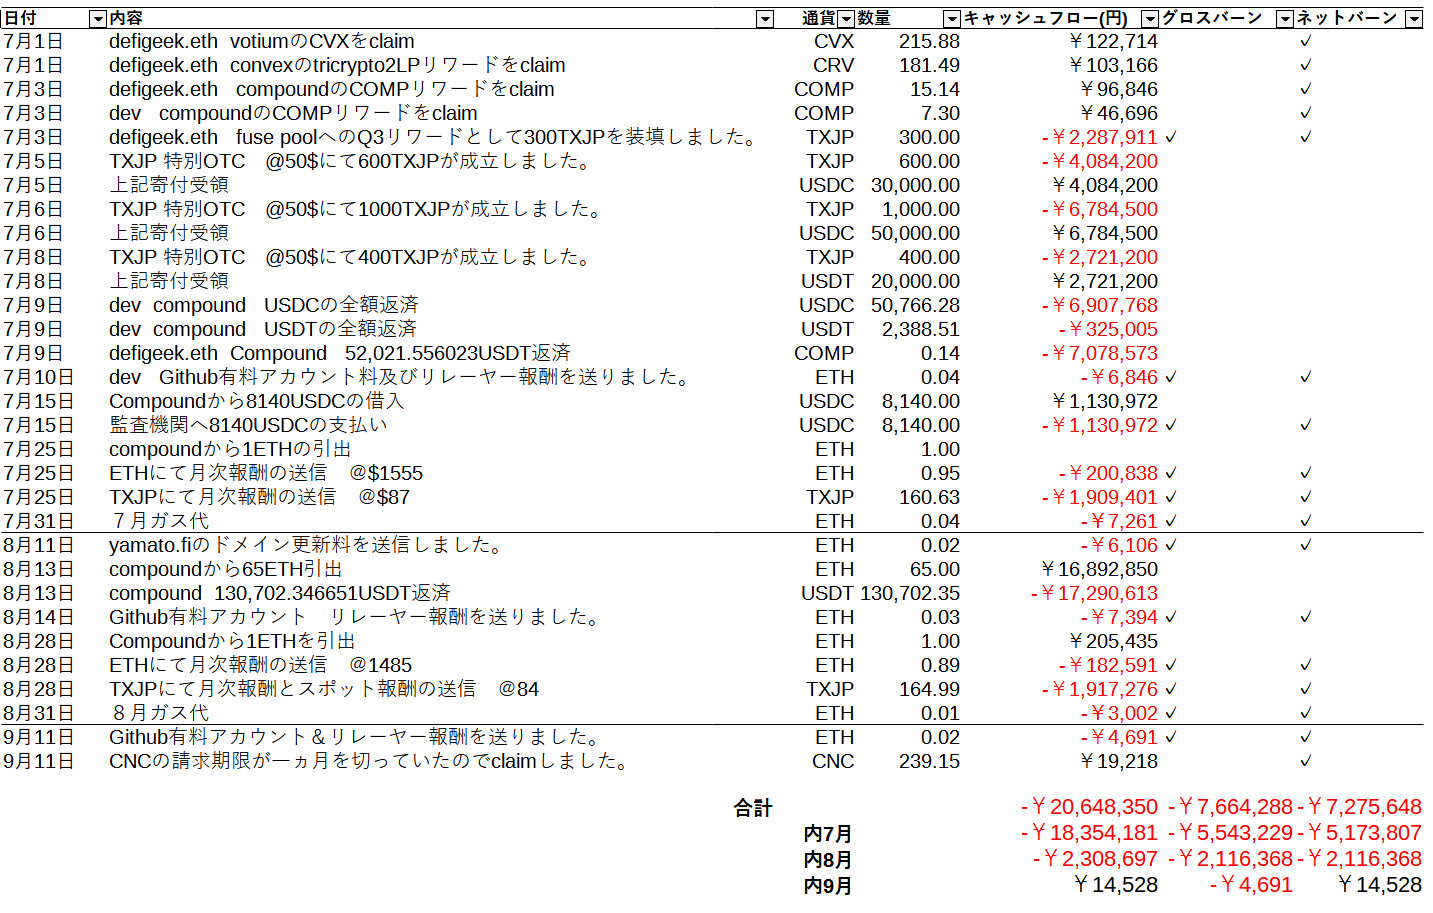 日付 内容 通貨 数量 キャッシュフロー(円) グロスバーン ネットバーン
7月1日 defigeek.eth votiumのCVXをclaim CVX 215.88 ￥122,714 ✓
7月1日 defigeek.eth convexのtricrypto2LPリワードをclaim CRV 181.49 ￥103,166 ✓
7月3日 defigeek.eth compoundのCOMPリワードをclaim COMP 15.14 ￥96,846 ✓
7月3日 dev compoundのCOMPリワードをclaim COMP 7.30 ￥46,696 ✓
7月3日 defigeek.eth fuse poolへのQ3リワードとして300TXJPを装填しました。 TXJP 300.00 -￥2,287,911 ✓ ✓
7月5日 TXJP 特別OTC @50$にて600TXJPが成立しました。 TXJP 600.00 -￥4,084,200
7月5日 上記寄付受領 USDC 30,000.00 ￥4,084,200
7月6日 TXJP 特別OTC @50$にて1000TXJPが成立しました。 TXJP 1,000.00 -￥6,784,500
7月6日 上記寄付受領 USDC 50,000.00 ￥6,784,500
7月8日 TXJP 特別OTC @50$にて400TXJPが成立しました。 TXJP 400.00 -￥2,721,200
7月8日 上記寄付受領 USDT 20,000.00 ￥2,721,200
7月9日 dev compound USDCの全額返済 USDC 50,766.28 -￥6,907,768
7月9日 dev compound USDTの全額返済 USDT 2,388.51 -￥325,005
7月9日 defigeek.eth Compound 52,021.556023USDT返済 COMP 0.14 -￥7,078,573
7月10日 dev Github有料アカウント料及びリレーヤー報酬を送りました。 ETH 0.04 -￥6,846 ✓ ✓
7月15日 Compoundから8140USDCの借入 USDC 8,140.00 ￥1,130,972
7月15日 監査機関へ8140USDCの支払い USDC 8,140.00 -￥1,130,972 ✓ ✓
7月25日 compoundから1ETHの引出 ETH 1.00
7月25日 ETHにて月次報酬の送信 @$1555 ETH 0.95 -￥200,838 ✓ ✓
7月25日 TXJPにて月次報酬の送信 @$87 TXJP 160.63 -￥1,909,401 ✓ ✓
7月31日 ７月ガス代 ETH 0.04 -￥7,261 ✓ ✓
8月11日 yamato.fiのドメイン更新料を送信しました。 ETH 0.02 -￥6,106 ✓ ✓
8月13日 compoundから65ETH引出 ETH 65.00 ￥16,892,850
8月13日 compound 130,702.346651USDT返済 USDT 130,702.35 -￥17,290,613
8月14日 Github有料アカウント リレーヤー報酬を送りました。 ETH 0.03 -￥7,394 ✓ ✓
8月28日 Compoundから1ETHを引出 ETH 1.00 ￥205,435
8月28日 ETHにて月次報酬の送信 @1485 ETH 0.89 -￥182,591 ✓ ✓
8月28日 TXJPにて月次報酬とスポット報酬の送信 @84 TXJP 164.99 -￥1,917,276 ✓ ✓
8月31日 ８月ガス代 ETH 0.01 -￥3,002 ✓ ✓
9月11日 Github有料アカウント＆リレーヤー報酬を送りました。 ETH 0.02 -￥4,691 ✓ ✓
9月11日 CNCの請求期限が一ヵ月を切っていたのでclaimしました。 CNC 239.15 ￥19,218 ✓
合計 -￥20,648,350 -￥7,664,288 -￥7,275,648
内7月 -￥18,354,181 -￥5,543,229 -￥5,173,807
内8月 -￥2,308,697 -￥2,116,368 -￥2,116,368
内9月 ￥14,528 -￥4,691 ￥14,528